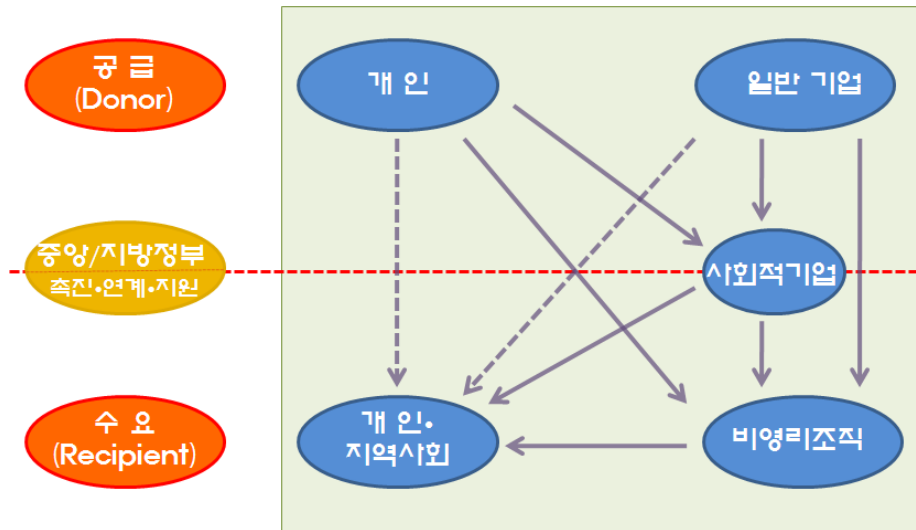 공 급
(Donor)
개 인
일반 기업
중앙/지방정부
촉진•연계•지원
사회적기업
수 요
(Recipient)
개 인•
지역사회
비영리조직